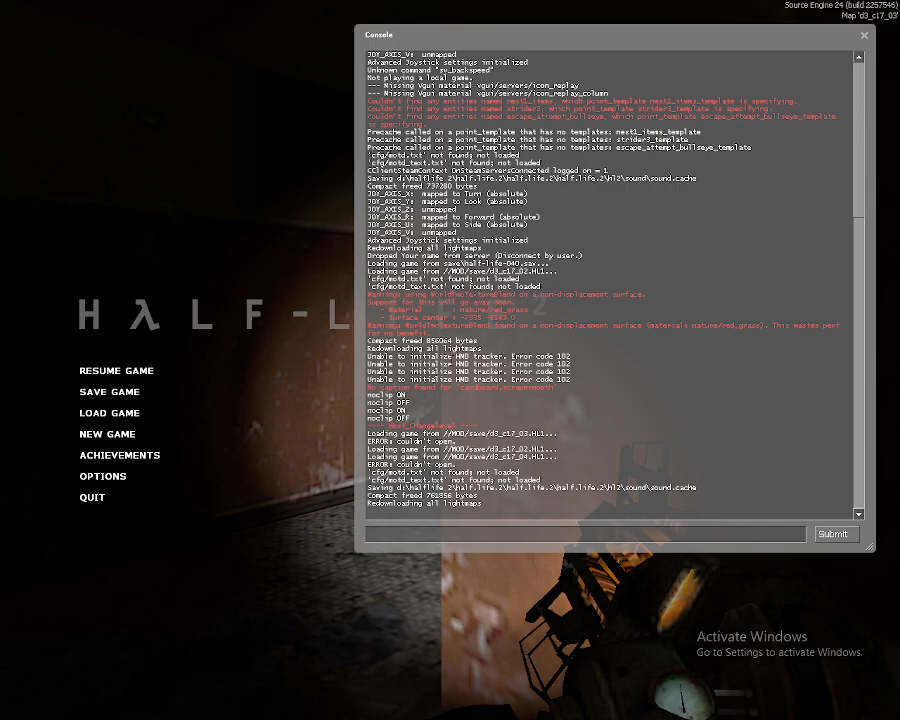 Source Engine 24 (build 2257546)
Map 'd3_c17_03'
Console
JOY_AXIS_V: unmapped
Advanced Joystick settings initialized
Unknown command "sv_backspeed"
Not playing a local game.
--- Missing Vgui material vgui/servers/icon_replay
--- Missing Vgui material vgui/servers/icon_replay_column
Couldn't find any entities named nest1_items, which point_template nest1_items_template is specifying.
Couldn't find any entities named strider3, which point_template strider3_template is specifying.
Couldn't find any entities named escape_attempt_bullseye, which point_template escape_attempt_bullseye_template
is specifying.
Precache called on a point_template that has no templates: nest1_items_template
Precache called on a point_template that has no templates: strider3_template
Precache called on a point_template that has no templates: escape_attempt_bullseye_template
'cfg/motd.txt' not found; not loaded
'cfg/motd_text.txt' not found; not loaded
CClientSteamContext OnSteamServersConnected logged on = 1
Saving d:\halflife 2\half.life.2\half.life.2\hl2\sound\sound.cache
Compact freed 737280 bytes
JOY_AXIS_X: mapped to Turn (absolute)
JOY_AXIS_Y: mapped to Look (absolute)
JOY_AXIS_Z: unmapped
JOY_AXIS_R: mapped to Forward (absolute)
JOY_AXIS_U: mapped to Side (absolute)
JOY_AXIS_V: unmapped
Advanced Joystick settings initialized
Redownloading all lightmaps
Dropped Your name from server (Disconnect by user.)
Loading game from save\half-life-040.sav...
Loading game from //MOD/save/d3_c17_02.HL1...
'cfg/motd.txt' not found; not loaded
'cfg/motd_text.txt' not found; not loaded
Warning: using WorldTwoTextureBlend on a non-displacement surface.
Support for this will go away soon.
- Material : nature/red_grass
- Surface center :
Warning: WorldTwoTextureBlend found on a non-displacement surface (material: nature/red_grass). This wastes perf
for no benefit.
Compact freed 856064 bytes
Redownloading all lightmaps
Unable to initialize HMD tracker. Error code 102
Unable to initialize HMD tracker. Error code 102
Unable to initialize HMD tracker. Error code 102
Unable to initialize HMD tracker. Error code 102
No caption found for 'cardboard.scrapesmooth'
noclip ON
noclip OFF
noclip ON
noclip OFF
---- Host_Changelevel ----
Loading game from //MOD/save/d3_c17_03.HL1...
ERROR: couldn't open.
Loading game from //MOD/save/d3_c17_02.HL1...
Loading game from //MOD/save/d3_c17_04.HL1...
ERROR: couldn't open.
'cfg/motd.txt' not found; not loaded
'cfg/motd_text.txt' not found; not loaded
Saving d:\halflife 2\half.life.2\half.life.2\hl2\sound\sound.cache
Compact freed 761856 bytes
Redownloading all lightmaps
Submit
H λ L F - L 2
RESUME GAME
SAVE GAME
LOAD GAME
NEW GAME
ACHIEVEMENTS
OPTIONS
QUIT
Activate Windows
Go to Settings to activate Windows.